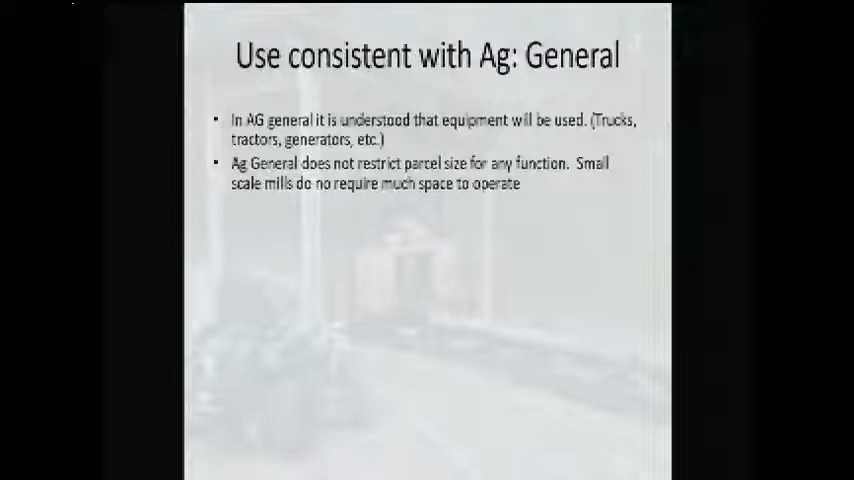 Use consistent with Ag: General
• In AG general it is understood that equipment will be used. (Trucks,
tractors, generators, etc.)
• Ag General does not restrict parcel size for any function. Small
scale mills do no require much space to operate